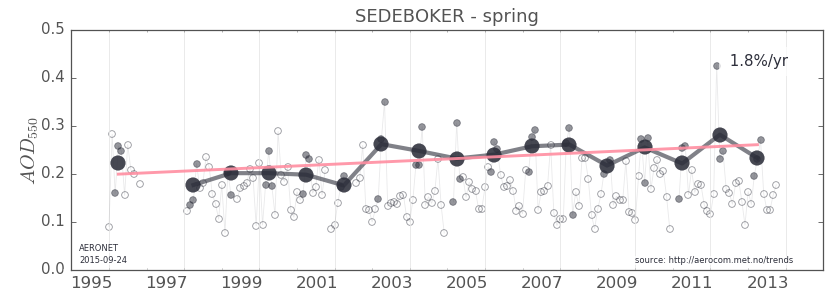 SEDEBOKER - spring
0.5
0.4
0.3
0.2
0.1
0.0
AOD550
1.8%/yr
AERONET
2015-09-24
source: http://aerocom.met.no/trends
1995 1997 1999 2001 2003 2005 2007 2009 2011 2013